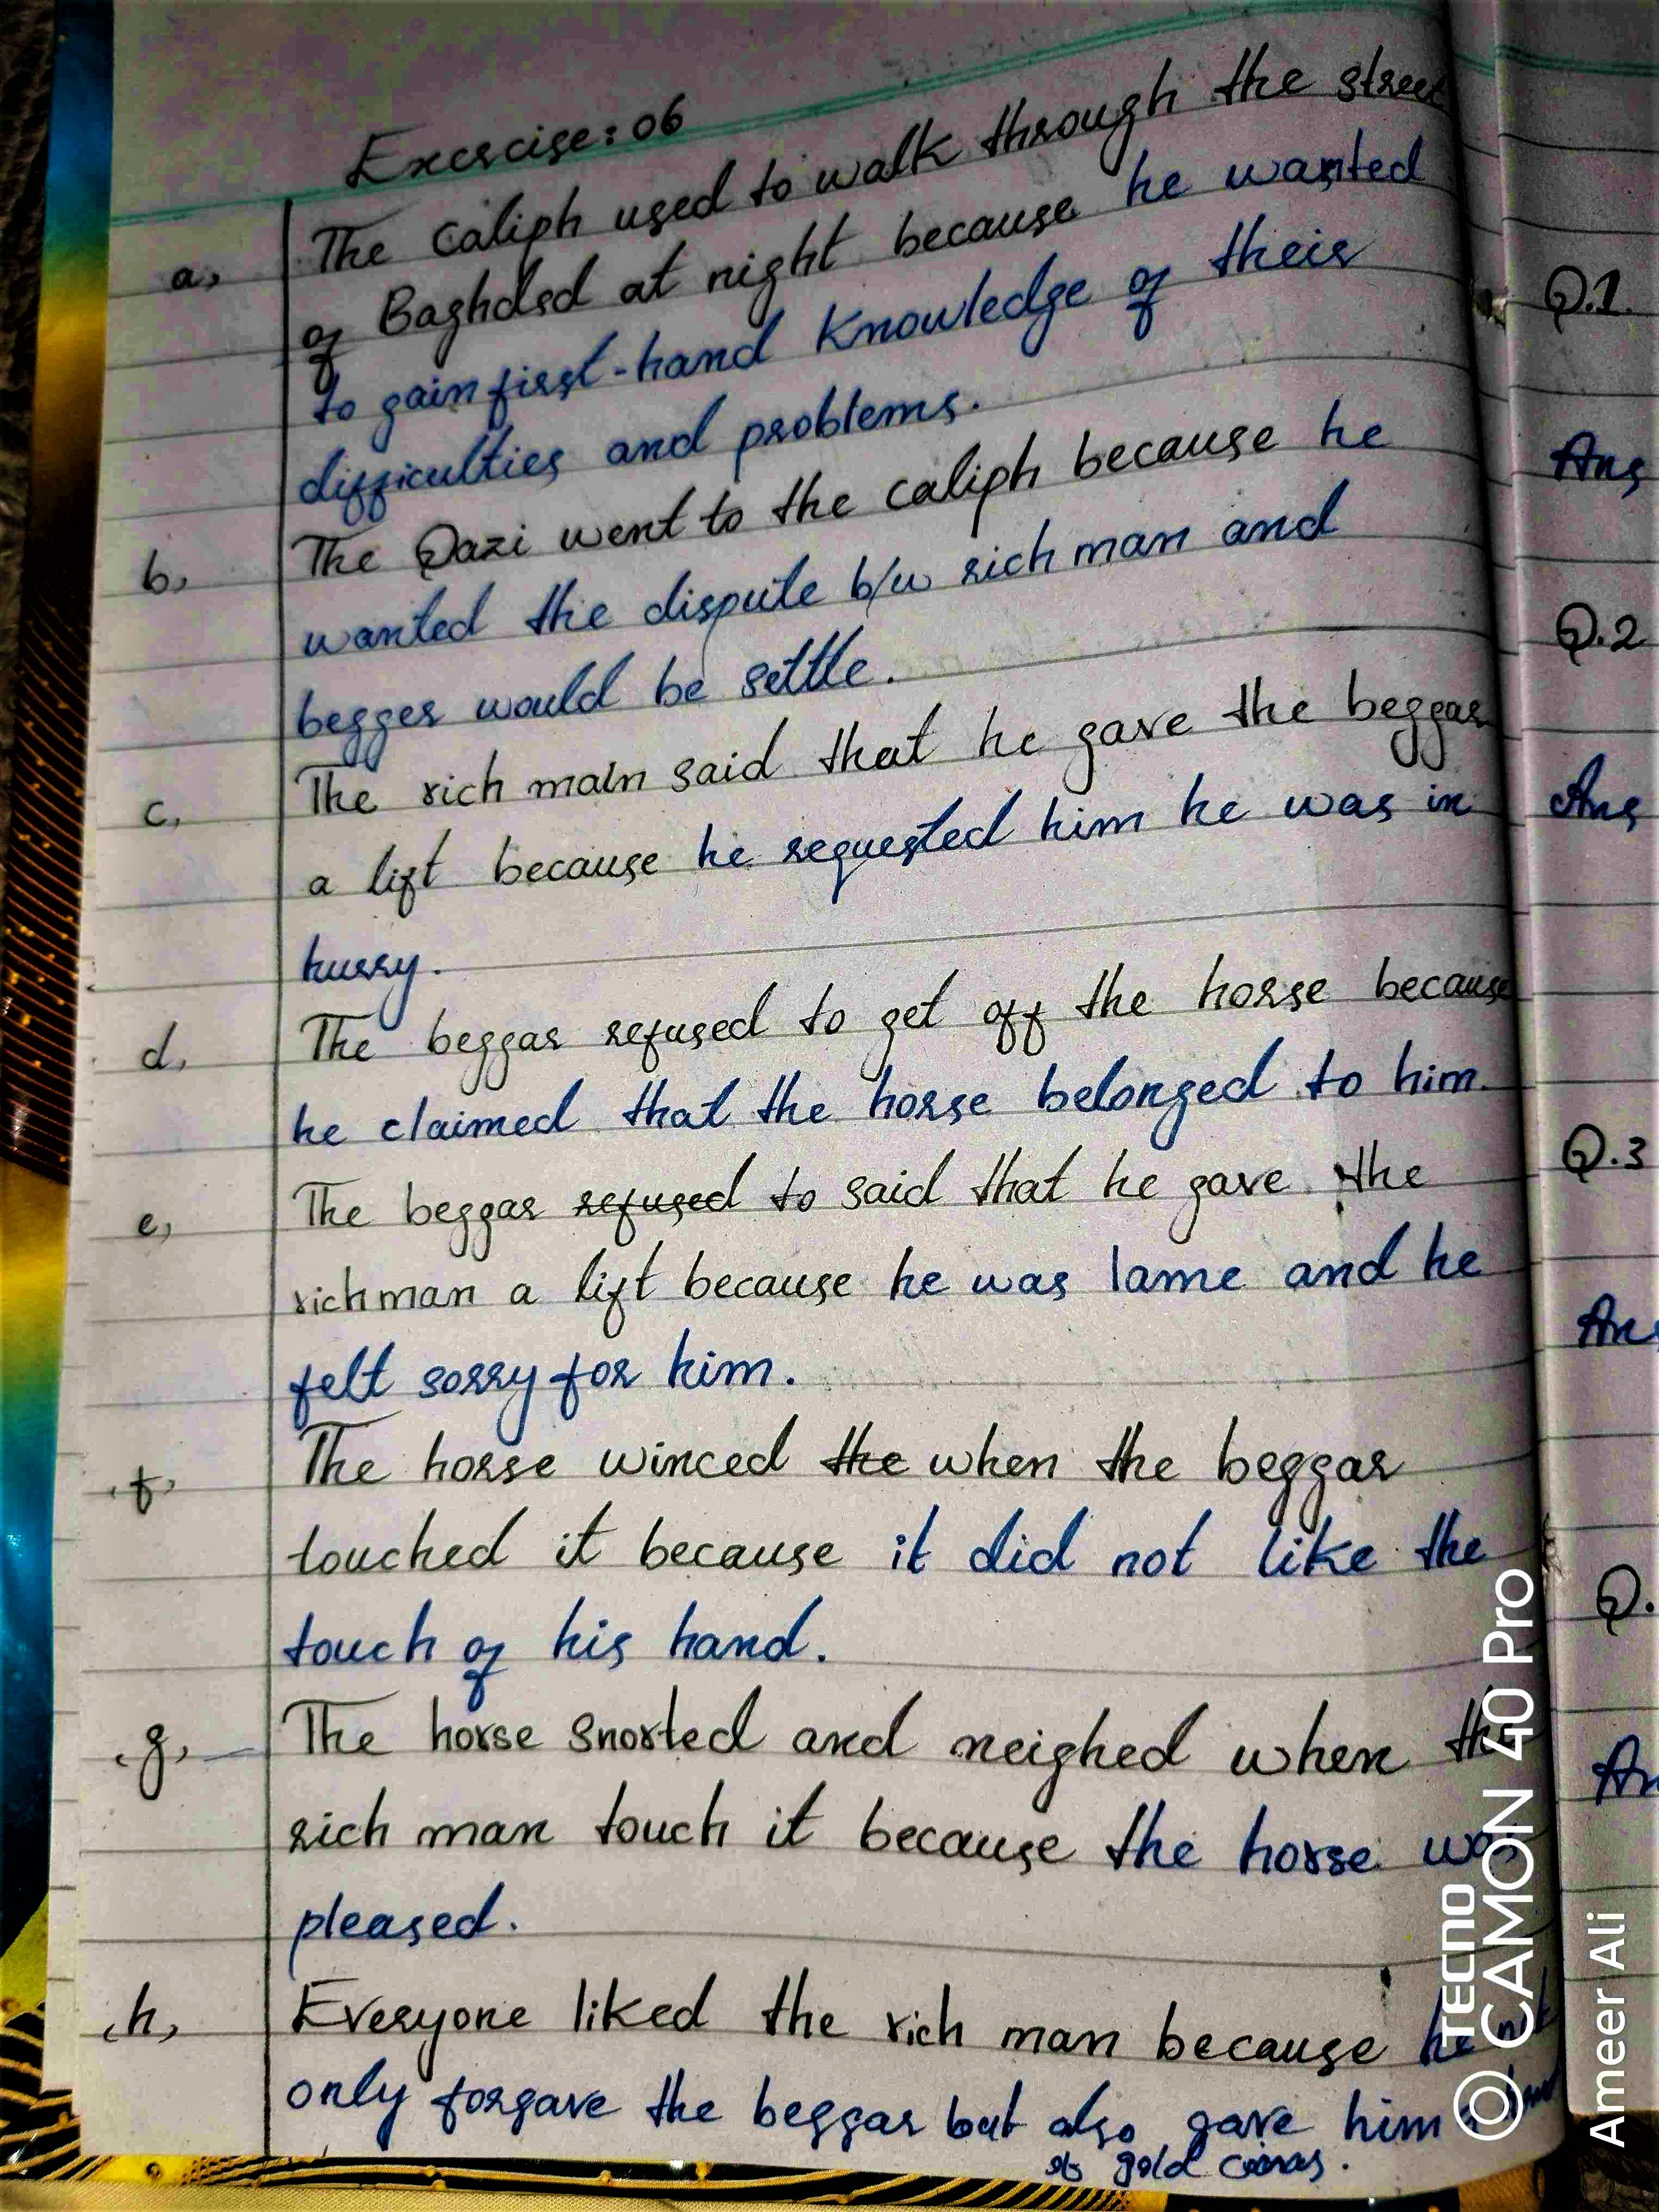 Exercise: 06
a, The caliph used to walk through the street
of Baghdad at night because he wanted
to gain first-hand knowledge of their
difficulties and problems.
b, The Qazi went to the caliph because he
wanted the dispute b/w rich man and
begger would be settle.
c, The rich man said that he gave the beggar
a lift because he requested him he was in
hurry.
d, The beggar refused to get off the horse because
he claimed that the horse belonged to him.
e, The beggar refused to said that he gave the
rich man a lift because he was lame and he
felt sorry for him.
f, The horse winced the when the beggar
touched it because it did not like the
touch of his hand.
g, The horse snorted and neighed when the
rich man touch it because the horse was
pleased.
h, Everyone liked the rich man because he not
only forgave the beggar but also gave him
of gold
Q.1.
Ans
Q.2
Ans
Q.3
Ans
Q.
An
TECNO
CAMON 40 Pro
Ameer Ali